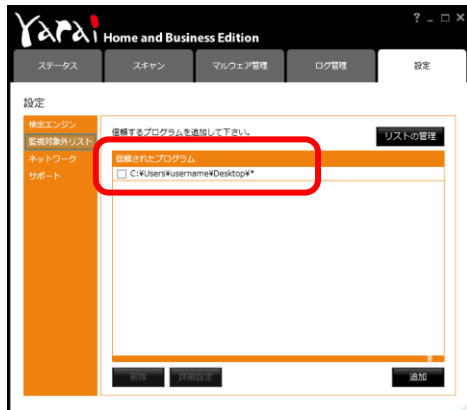 Yarai Home and Business Edition
? _ □ ×
ステータス スキャン マルウェア管理 ログ管理 設定
設定
検出エンジン
監視対象外リスト
ネットワーク
サポート
信頼するプログラムを追加して下さい。
リストの管理
信頼されたプログラム
C:¥Users¥username¥Desktop¥*
削除 詳細設定 追加